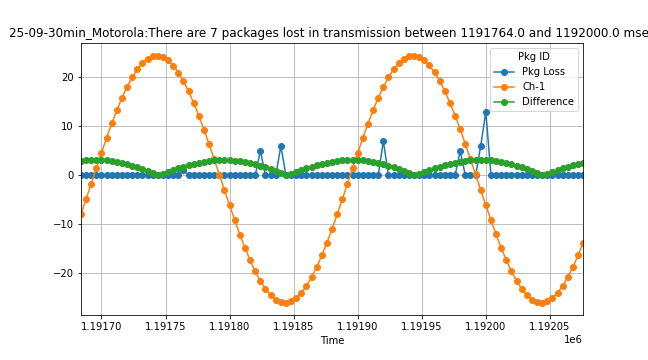 25-09-30min_Motorola:There are 7 packages lost in transmission between 1191764.0 and 1192000.0 mse
Pkg ID
Pkg Loss
Ch-1
Difference
20
10
0
−10
−20
1.19170 1.19175 1.19180 1.19185 1.19190 1.19195 1.19200 1.19205
1e6
Time